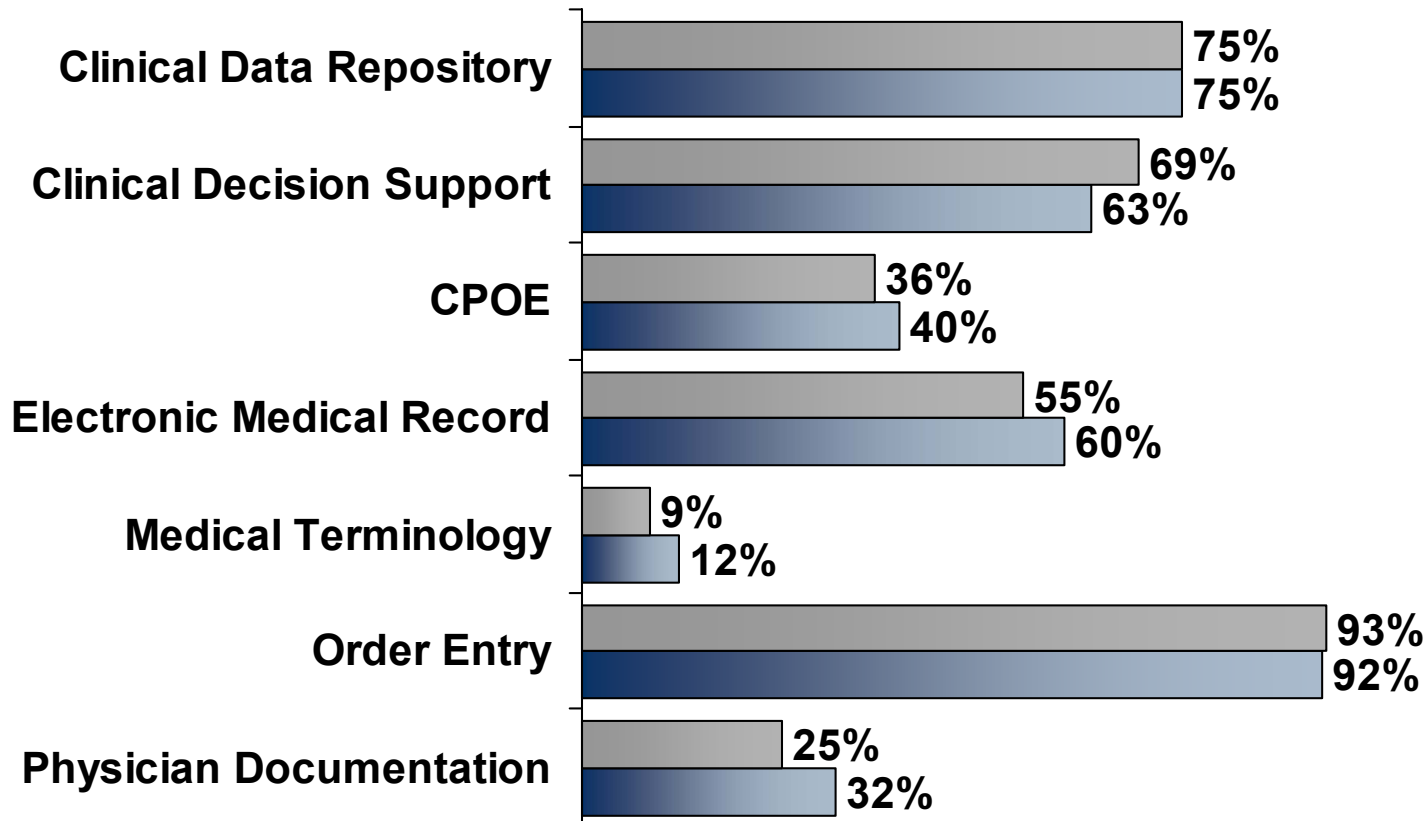 Clinical Data Repository
75%
75%
Clinical Decision Support
69%
63%
CPOE
36%
40%
Electronic Medical Record
55%
60%
Medical Terminology
9%
12%
Order Entry
93%
92%
Physician Documentation
25%
32%